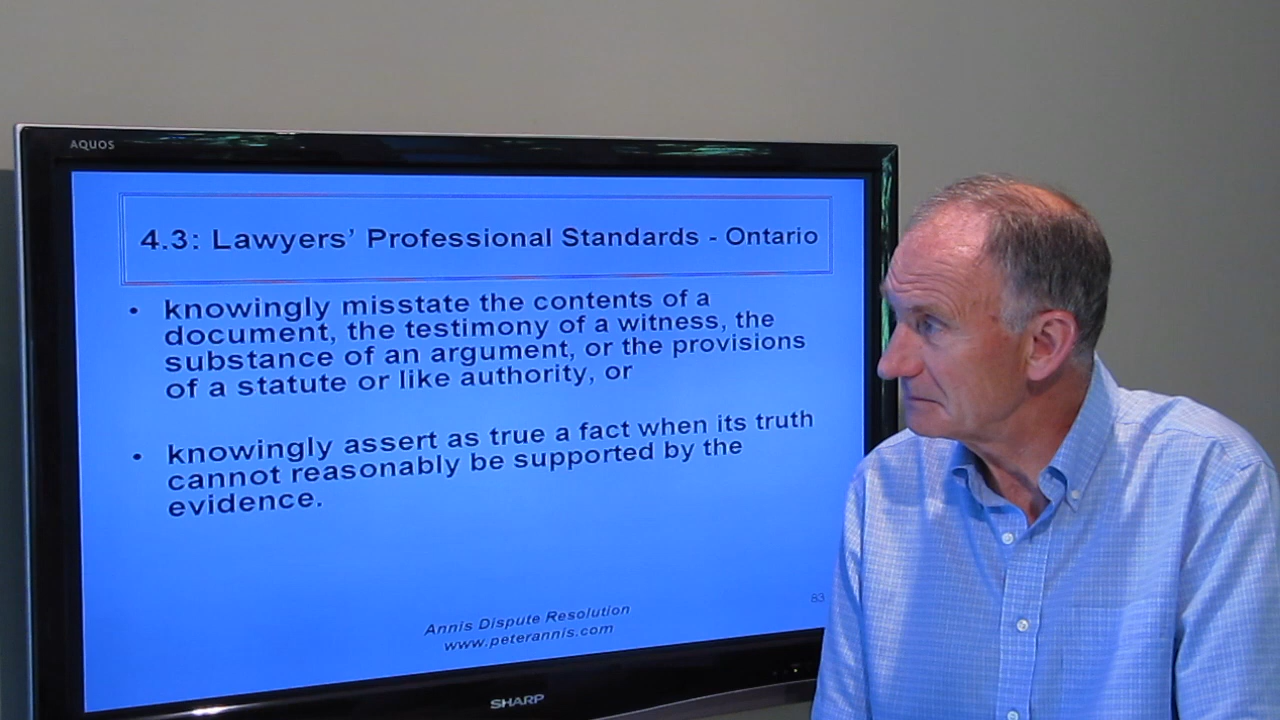 AQUOS
4.3: Lawyers’ Professional Standards - Ontario
• knowingly misstate the contents of a
document, the testimony of a witness, the
substance of an argument, or the provisions
of a statute or like authority, or
• knowingly assert as true a fact when its truth
cannot reasonably be supported by the
evidence.
83
Annis Dispute Resolution
www.peterannis.com
SHARP